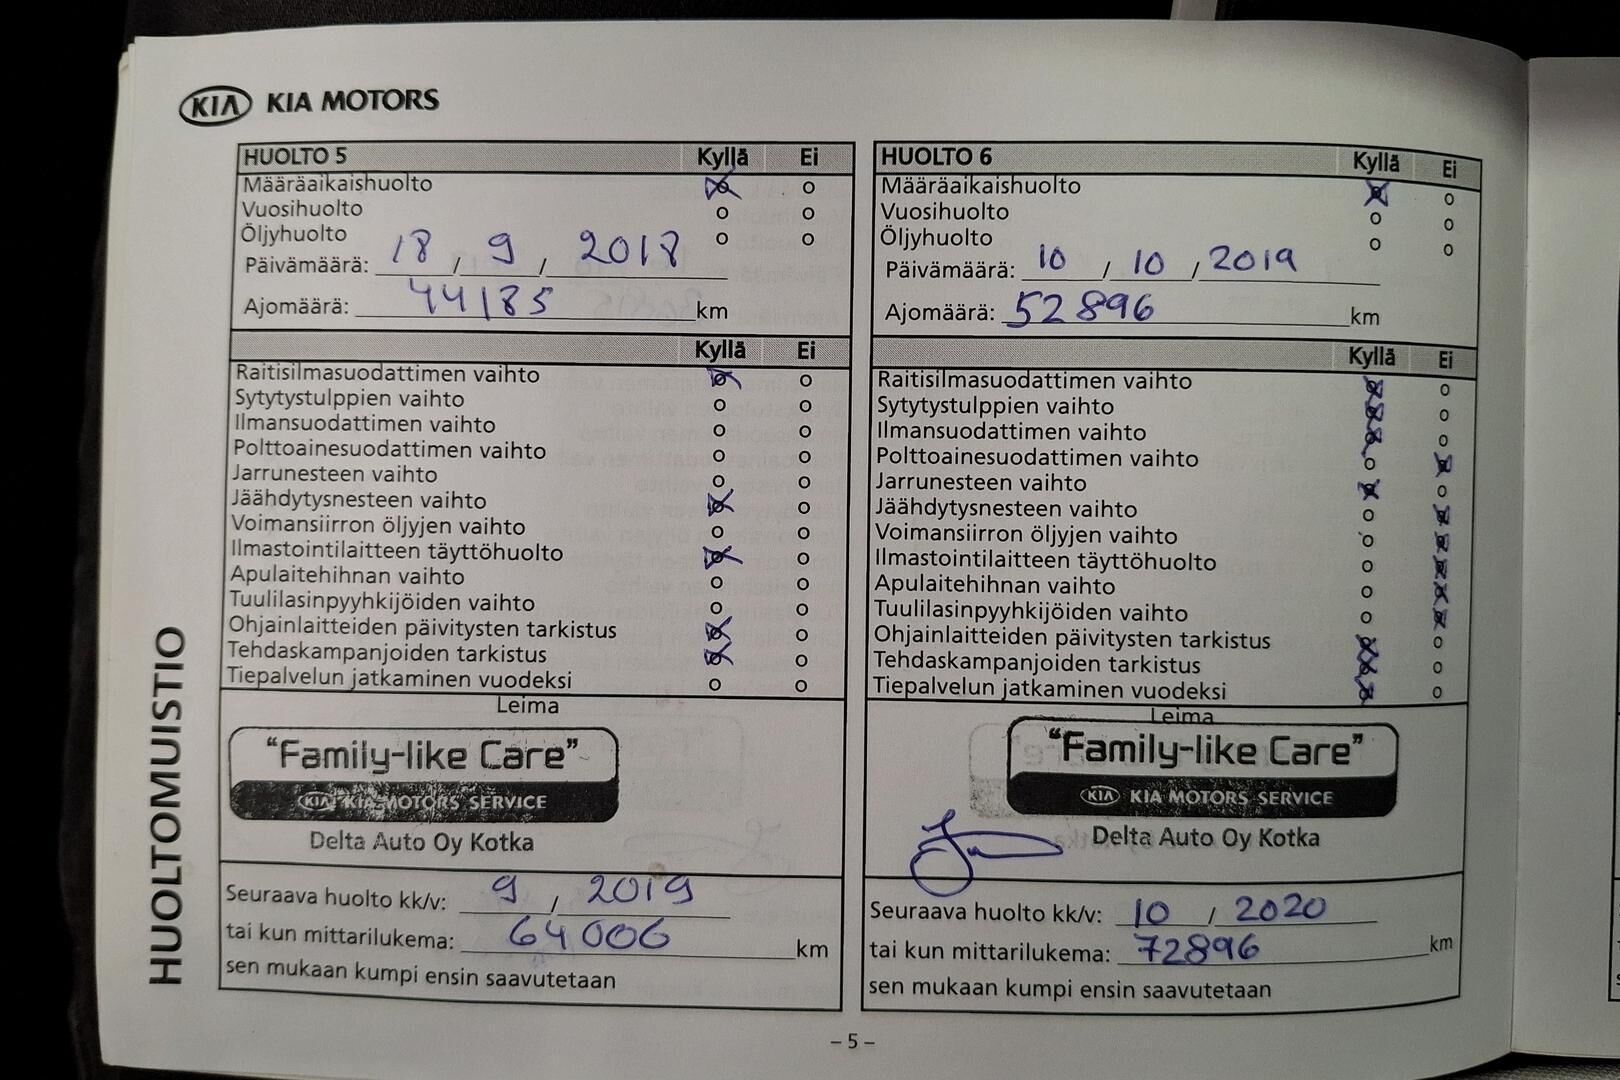 KIA KIA MOTORS
HUOLTOMUISTIO
HUOLTO 5 Kyllä Ei
Määräaikaishuolto
Vuosihuolto
Öljyhuolto
Päivämäärä: 18 / 9 / 2018
Ajomäärä: 44185 km
Kyllä Ei
Raitisilmasuodattimen vaihto
Sytytystulppien vaihto
Ilmansuodattimen vaihto
Polttoainesuodattimen vaihto
Jarrunesteen vaihto
Jäähdytysnesteen vaihto
Voimansiirron öljyjen vaihto
Ilmastointilaitteen täyttöhuolto
Apulaitehihnan vaihto
Tuulilasinpyyhkijöiden vaihto
Ohjainlaitteiden päivitysten tarkistus
Tehdaskampanjoiden tarkistus
Tiepalvelun jatkaminen vuodeksi
Leima
“Family-like Care”
KIA KIA MOTORS SERVICE
Delta Auto Oy Kotka
Seuraava huolto kk/v: 9 / 2019
tai kun mittarilukema: 64000 km
sen mukaan kumpi ensin saavutetaan
HUOLTO 6 Kyllä Ei
Määräaikaishuolto
Vuosihuolto
Öljyhuolto
Päivämäärä: 10 / 10 / 2019
Ajomäärä: 52896 km
Kyllä Ei
Raitisilmasuodattimen vaihto
Sytytystulppien vaihto
Ilmansuodattimen vaihto
Polttoainesuodattimen vaihto
Jarrunesteen vaihto
Jäähdytysnesteen vaihto
Voimansiirron öljyjen vaihto
Ilmastointilaitteen täyttöhuolto
Apulaitehihnan vaihto
Tuulilasinpyyhkijöiden vaihto
Ohjainlaitteiden päivitysten tarkistus
Tehdaskampanjoiden tarkistus
Tiepalvelun jatkaminen vuodeksi
Leima
“Family-like Care”
KIA KIA MOTORS SERVICE
Delta Auto Oy Kotka
Seuraava huolto kk/v: 10 / 2020
tai kun mittarilukema: 72896 km
sen mukaan kumpi ensin saavutetaan
– 5 –